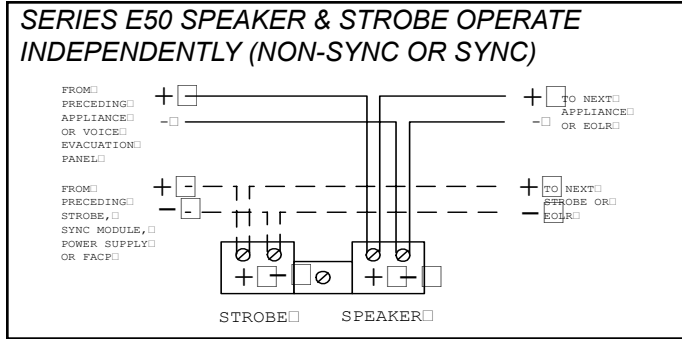 SERIES E50 SPEAKER & STROBE OPERATE
INDEPENDENTLY (NON-SYNC OR SYNC)
FROM
PRECEDING
APPLIANCE
OR VOICE
EVACUATION
PANEL
+
-
+
-
TO NEXT
APPLIANCE
OR EOLR
FROM
PRECEDING
STROBE,
SYNC MODULE,
POWER SUPPLY
OR FACP
+
-
+
-
TO NEXT
STROBE OR
EOLR
+ - + -
STROBE SPEAKER